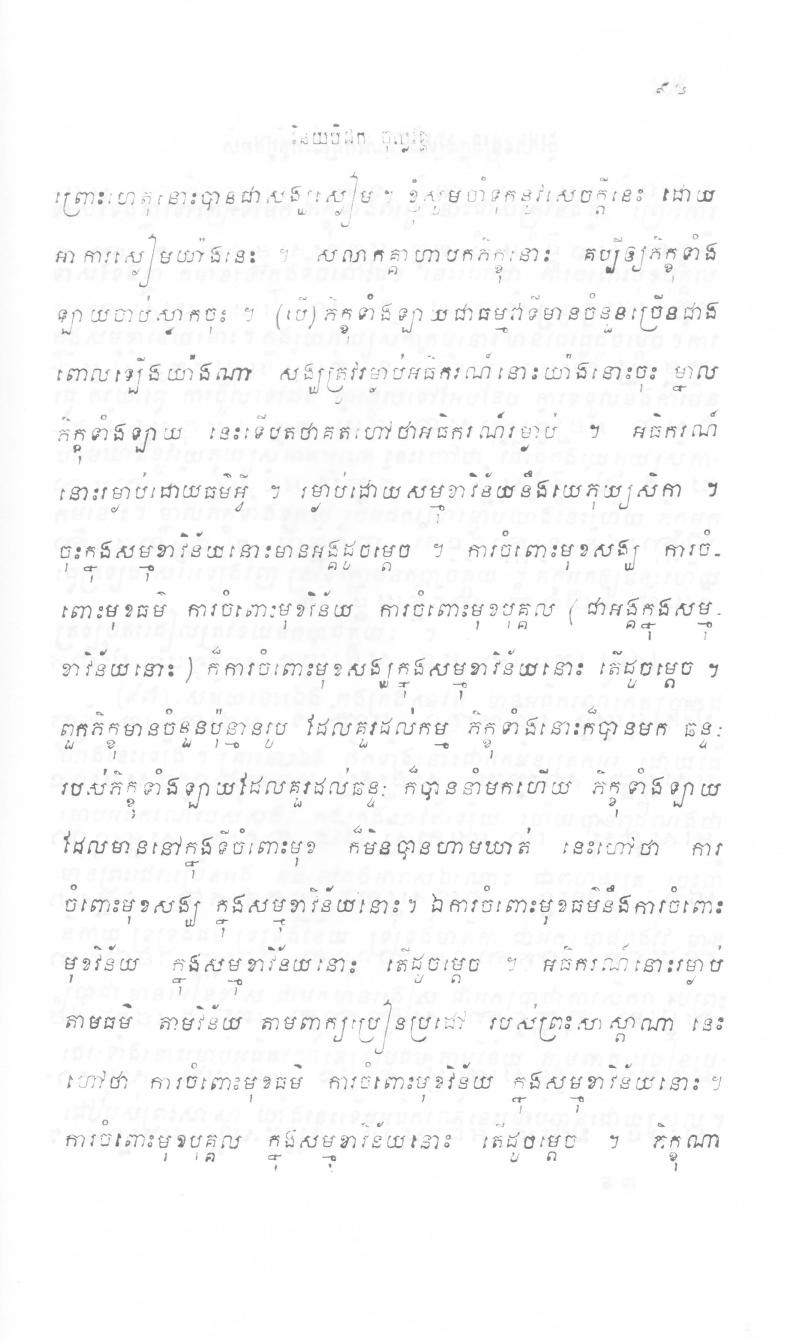 ៩៦
វិនយបិដក ចុល្លវគ្គ
ព្រោះហេតុនោះបានជាសង្ឃស្ងៀម ។ ខ្ញុំសូមចាំទុកនូវសេចក្តីនេះ ដោយ
អាការស្ងៀមយ៉ាងនេះ ។ សលាកគ្គាហាបកភិក្ខុនោះ គប្បីឲ្យភិក្ខុទាំង
ឡាយចាប់ស្លាកចុះ ។ (បើ) ភិក្ខុទាំងឡាយជាធម្មវាទីមានចំនួនច្រើនជាង
ពោលឡើងយ៉ាងណា សង្ឃត្រូវរម្ងាប់អធិករណ៍នោះយ៉ាងនោះចុះ ម្នាល
ភិក្ខុទាំងឡាយ នេះទើបតថាគតហៅថាអធិករណ៍រម្ងាប់ ។ អធិករណ៍
នោះរម្ងាប់ដោយធម៌អ្វី ។ រម្ងាប់ដោយសម្មុខាវិន័យនឹងយេភុយ្យសិកា ។
ចុះក្នុងសម្មុខាវិន័យនោះមានអង្គដូចម្តេច ។ ការចំពោះមុខសង្ឃ ការចំ-
ពោះមុខធម៌ ការចំពោះមុខវិន័យ ការចំពោះមុខបុគ្គល (ជាអង្គក្នុងសម្មុ-
ខាវិន័យនោះ) ក៏ការចំពោះមុខសង្ឃក្នុងសម្មុខាវិន័យនោះ តើដូចម្តេច ។
ពួកភិក្ខុមានចំនួនប៉ុន្មានរូប ដែលគួរដល់កម្ម ភិក្ខុទាំងនោះក៏បានមក ឆន្ទៈ
របស់ភិក្ខុទាំងឡាយដែលគួរដល់ឆន្ទៈ ក៏បាននាំមកហើយ ភិក្ខុទាំងឡាយ
ដែលមាននៅក្នុងទីចំពោះមុខ ក៏មិនបានហាមឃាត់ នេះហៅថា ការ
ចំពោះមុខសង្ឃ ក្នុងសម្មុខាវិន័យនោះ ។ ឯការចំពោះមុខធម៌នឹងការចំពោះ
មុខវិន័យ ក្នុងសម្មុខាវិន័យនោះ តើដូចម្តេច ។ អធិករណ៍នោះរម្ងាប់
តាមធម៌ តាមវិន័យ តាមពាក្យប្រៀនប្រដៅ របស់ព្រះសាស្តាណា នេះ
ហៅថា ការចំពោះមុខធម៌ ការចំពោះមុខវិន័យ ក្នុងសម្មុខាវិន័យនោះ ។
ការចំពោះមុខបុគ្គល ក្នុងសម្មុខាវិន័យនោះ តើដូចម្តេច ។ ភិក្ខុណា